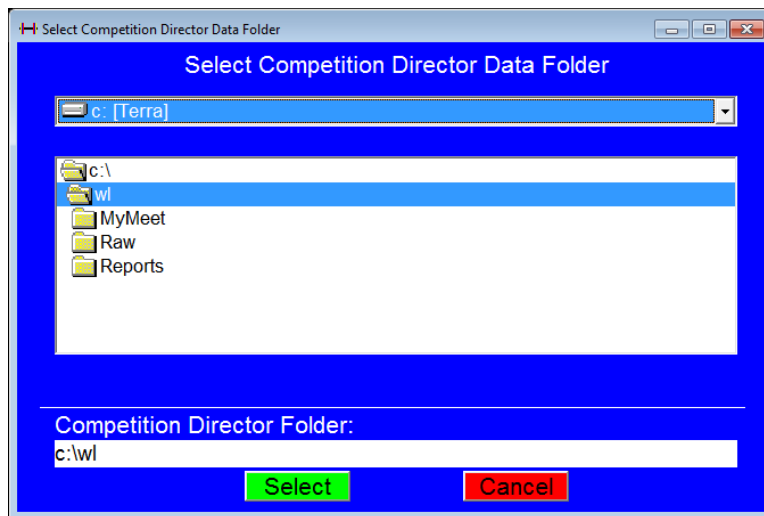 Select Competition Director Data Folder
Select Competition Director Data Folder
c: [Terra]
c:\
wl
MyMeet
Raw
Reports
Competition Director Folder:
c:\wl
Select Cancel